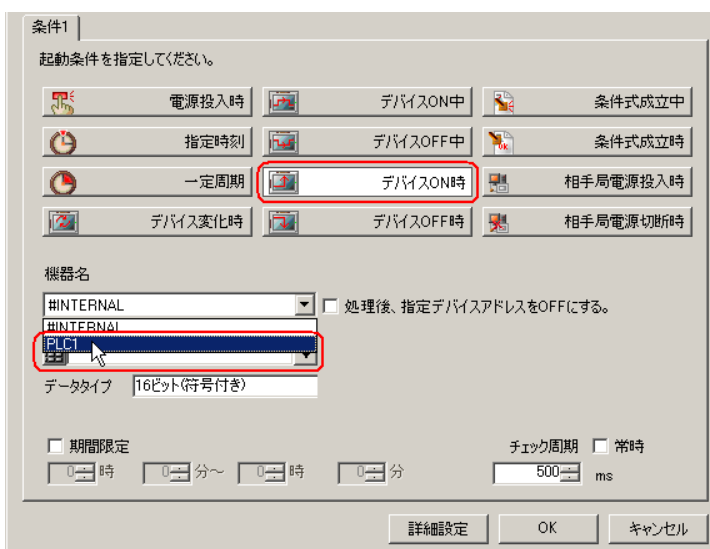 条件1
起動条件を指定してください。
電源投入時 デバイスON中 条件式成立中
指定時刻 デバイスOFF中 条件式成立時
一定周期 デバイスON時 相手局電源投入時
デバイス変化時 デバイスOFF時 相手局電源切断時
機器名
#INTERNAL 処理後、指定デバイスアドレスをOFFにする。
#INTERNAL
PLC1
データタイプ 16ビット(符号付き)
期間限定 チェック周期 常時
0 時 0 分～ 0 時 0 分 500 ms
詳細設定 OK キャンセル